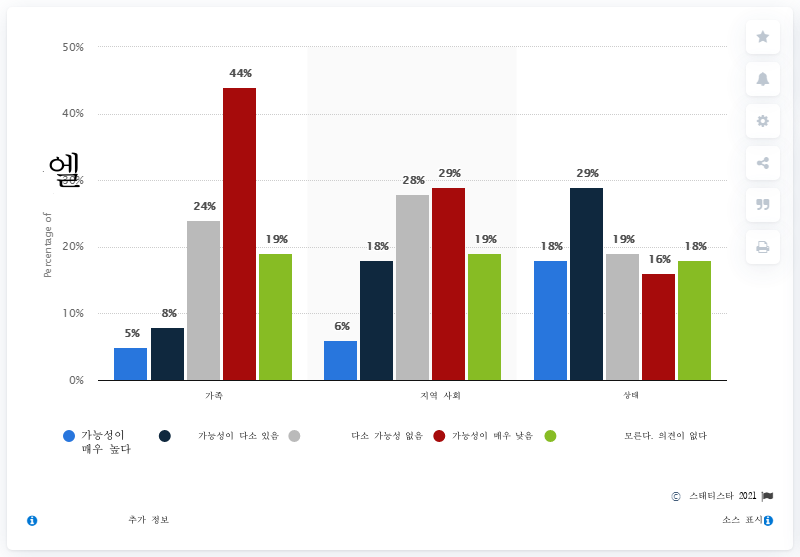 50%
44%
40%
엔
30%
28%
29%
29%
24%
Percentage of
20%
19%
18%
19%
18%
19%
16%
18%
10%
8%
5%
6%
0%
가족
지역 사회
상태
가능성이
매우 높다
가능성이 다소 있음
다소 가능성 없음
가능성이 매우 낮음
모른다. 의견이 없다
© 스태티스타 2021
추가 정보
소스 표시